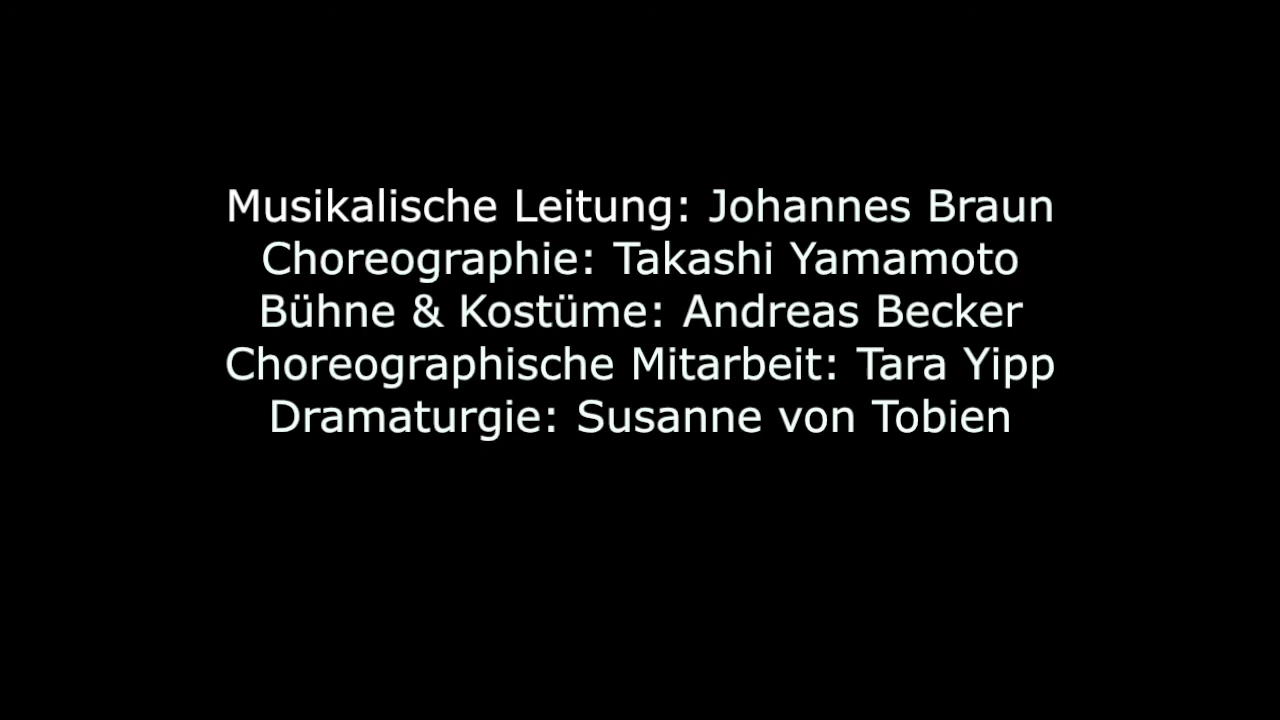 Musikalische Leitung: Johannes Braun
Choreographie: Takashi Yamamoto
Bühne & Kostüme: Andreas Becker
Choreographische Mitarbeit: Tara Yipp
Dramaturgie: Susanne von Tobien